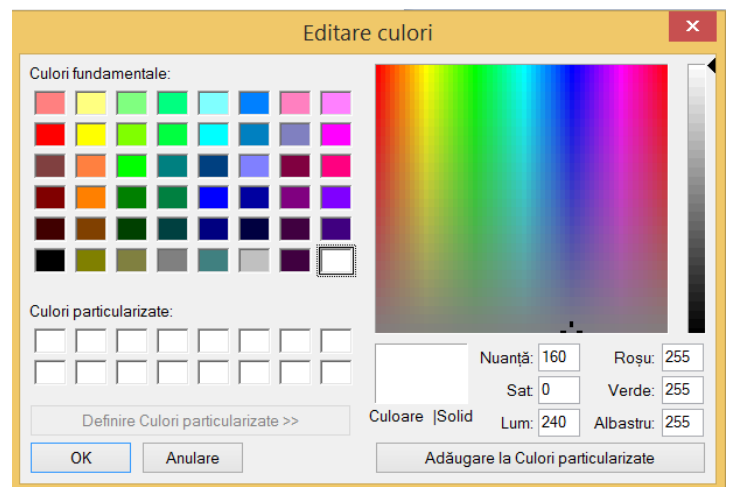 Editare culori
Culori fundamentale:
Culori particularizate:
Definire Culori particularizate >>
OK Anulare
Culoare |Solid
Nuanță: 160 Roșu: 255
Sat: 0 Verde: 255
Lum: 240 Albastru: 255
Adăugare la Culori particularizate